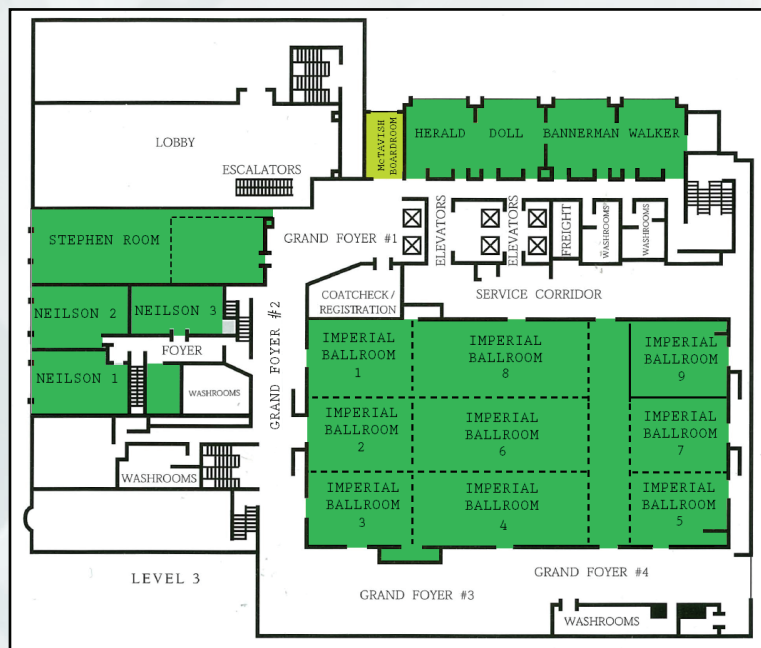 LOBBY
ESCALATORS
McTAVISH
BOARDROOM
HERALD
DOLL
BANNERMAN
WALKER
STEPHEN ROOM
GRAND FOYER #1
ELEVATORS
ELEVATORS
FREIGHT
WASHROOMS
WASHROOMS
NEILSON 2
NEILSON 3
COATCHECK/
REGISTRATION
SERVICE CORRIDOR
FOYER
GRAND FOYER #2
NEILSON 1
WASHROOMS
IMPERIAL
BALLROOM
1
IMPERIAL
BALLROOM
8
IMPERIAL
BALLROOM
9
IMPERIAL
BALLROOM
2
IMPERIAL
BALLROOM
6
IMPERIAL
BALLROOM
7
WASHROOMS
IMPERIAL
BALLROOM
3
IMPERIAL
BALLROOM
4
IMPERIAL
BALLROOM
5
LEVEL 3
GRAND FOYER #4
GRAND FOYER #3
WASHROOMS